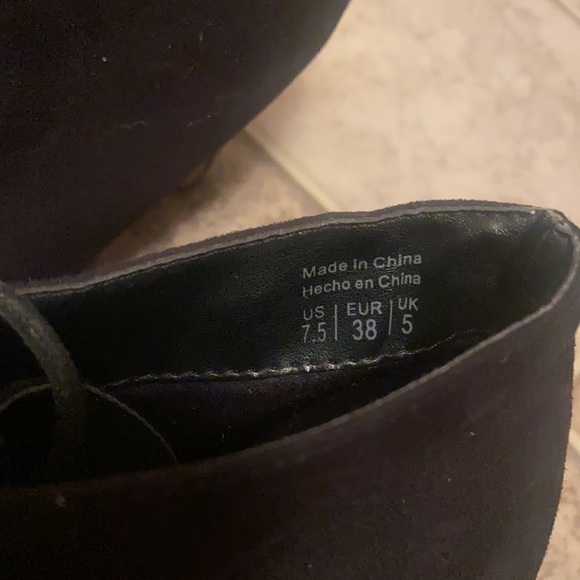 Made in China
Hecho en China
US | EUR | UK
7.5 | 38 | 5